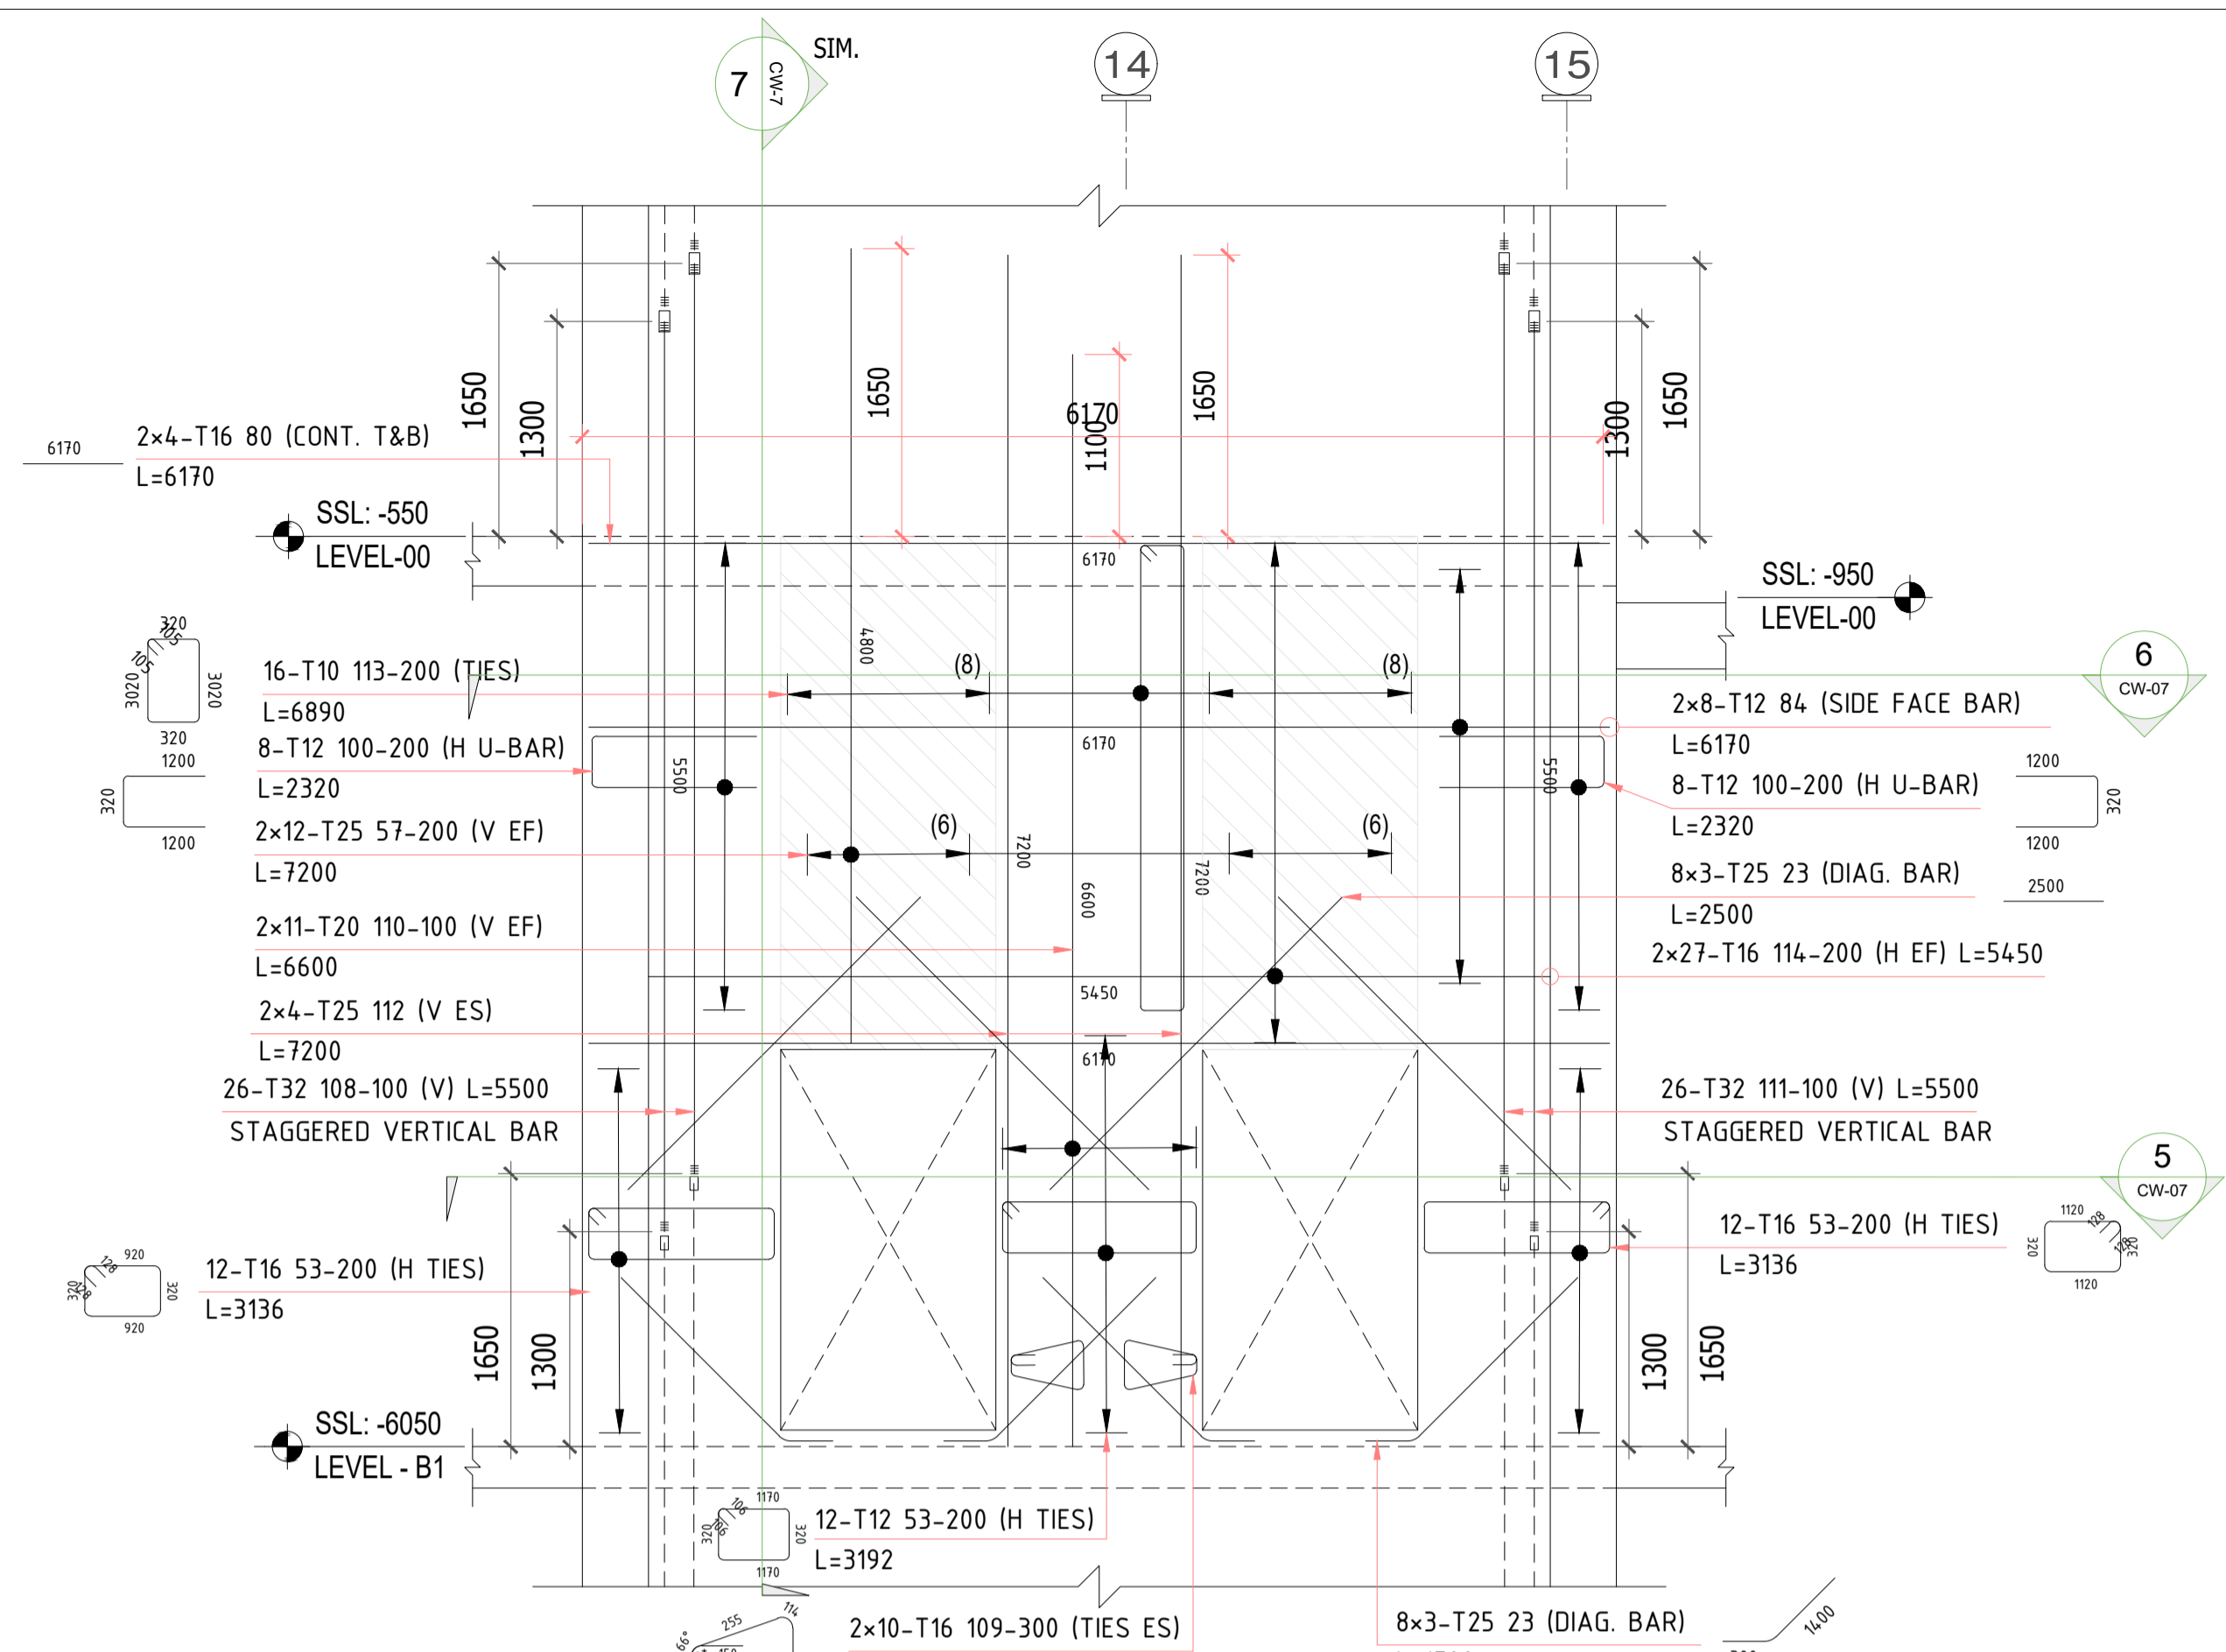 7
CW-7
SIM.
14
15
1650
1300
1650
6170
1100
1650
1300
1650
6170
2×4-T16 80 (CONT. T&B)
L=6170
SSL: -550
LEVEL-00
6170
SSL: -950
LEVEL-00
320
105
105
3020
3020
320
16-T10 113-200 (TIES)
L=6890
4800
(8)
(8)
6
CW-07
2×8-T12 84 (SIDE FACE BAR)
L=6170
1200
320
1200
8-T12 100-200 (H U-BAR)
L=2320
5500
6170
5500
8-T12 100-200 (H U-BAR)
L=2320
1200
320
1200
2×12-T25 57-200 (V EF)
L=7200
(6)
7200
(6)
7200
8×3-T25 23 (DIAG. BAR)
L=2500
2500
6600
2×11-T20 110-100 (V EF)
L=6600
2×27-T16 114-200 (H EF) L=5450
5450
2×4-T25 112 (V ES)
L=7200
6170
26-T32 108-100 (V) L=5500
STAGGERED VERTICAL BAR
26-T32 111-100 (V) L=5500
STAGGERED VERTICAL BAR
5
CW-07
920
128
128
320
320
920
12-T16 53-200 (H TIES)
L=3136
12-T16 53-200 (H TIES)
L=3136
1120
128
128
320
320
1120
1650
1300
1300
1650
SSL: -6050
LEVEL - B1
1170
106
106
320
320
1170
12-T12 53-200 (H TIES)
L=3192
255
114
66°
150
2×10-T16 109-300 (TIES ES)
8×3-T25 23 (DIAG. BAR)
1400